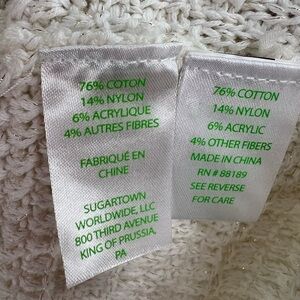 76% COTON
14% NYLON
6% ACRYLIQUE
4% AUTRES FIBRES
FABRIQUÉ EN
CHINE
SUGARTOWN
WORLDWIDE, LLC
800 THIRD AVENUE
KING OF PRUSSIA,
PA
76% COTTON
14% NYLON
6% ACRYLIC
4% OTHER FIBERS
MADE IN CHINA
RN # 88189
SEE REVERSE
FOR CARE